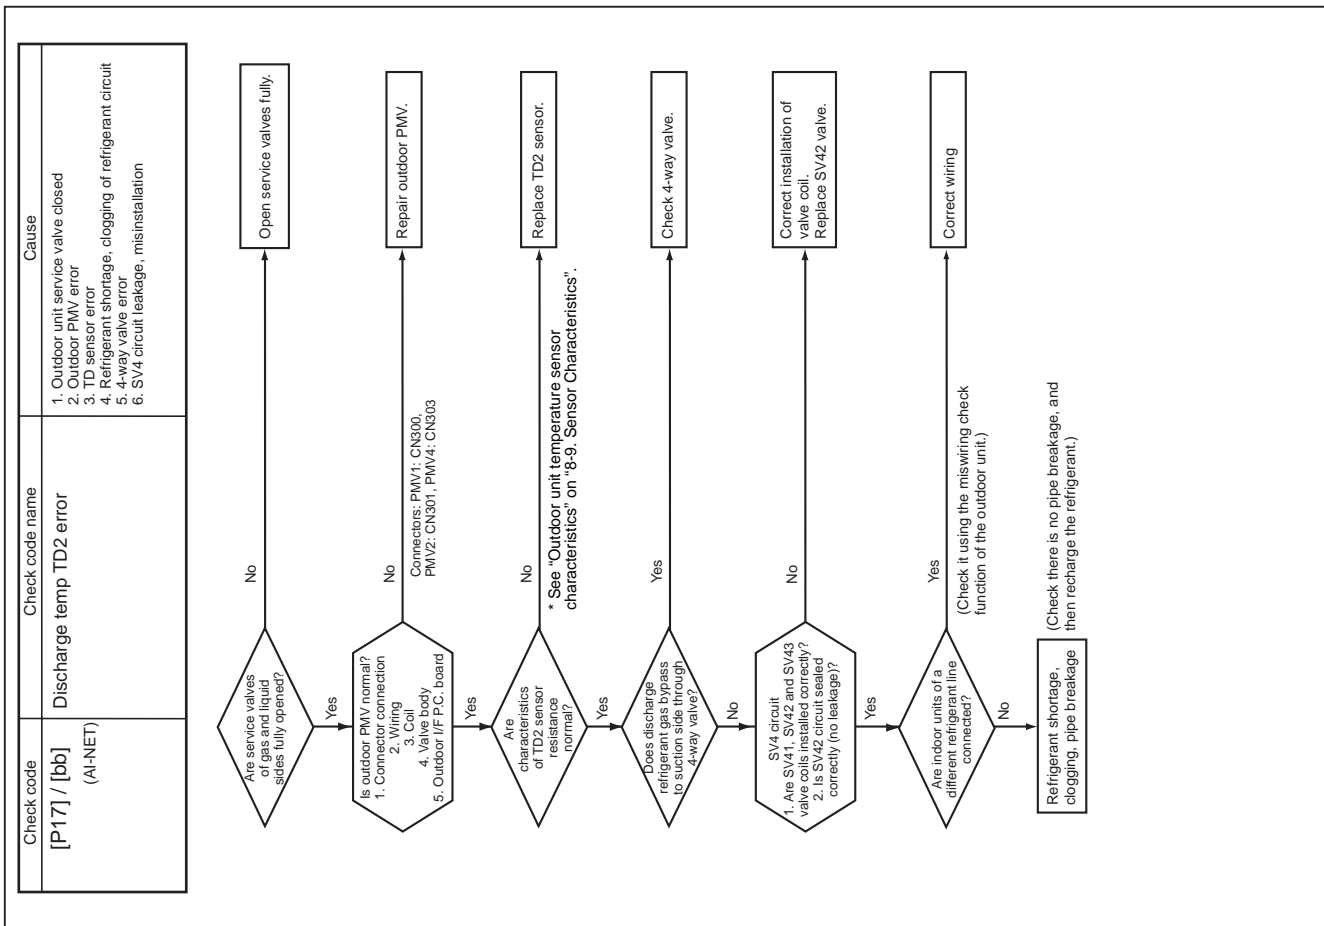 Check code
Check code name
Cause
[P17] / [bb]
(AI-NET)
Discharge temp TD2 error
1. Outdoor unit service valve closed
2. Outdoor PMV error
3. TD sensor error
4. Refrigerant shortage, clogging of refrigerant circuit
5. 4-way valve error
6. SV4 circuit leakage, misinstallation
Are service valves
of gas and liquid
sides fully opened?
No
Open service valves fully.
Yes
Is outdoor PMV normal?
1. Connector connection
2. Wiring
3. Coil
4. Valve body
5. Outdoor I/F P.C. board
No
Connectors: PMV1: CN300,
PMV2: CN301, PMV4: CN303
Repair outdoor PMV.
Yes
Are
characteristics
of TD2 sensor
resistance
normal?
No
* See “Outdoor unit temperature sensor
characteristics” on “8-9. Sensor Characteristics”.
Replace TD2 sensor.
Yes
Does discharge
refrigerant gas bypass
to suction side through
4-way valve?
Yes
Check 4-way valve.
No
SV4 circuit
1. Are SV41, SV42 and SV43
valve coils installed correctly?
2. Is SV42 circuit sealed
correctly (no leakage)?
No
Correct installation of
valve coil.
Replace SV42 valve.
Yes
Are indoor units of a
different refrigerant line
connected?
Yes
(Check it using the miswiring check
function of the outdoor unit.)
Correct wiring
No
Refrigerant shortage,
clogging, pipe breakage
(Check there is no pipe breakage, and
then recharge the refrigerant.)